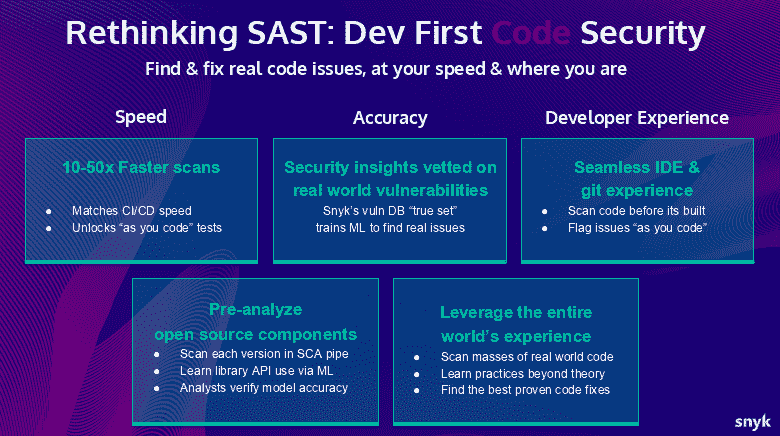 Rethinking SAST: Dev First Code Security
Find & fix real code issues, at your speed & where you are
Speed
10-50x Faster scans
● Matches CI/CD speed
● Unlocks “as you code” tests
Accuracy
Security insights vetted on
real world vulnerabilities
Snyk’s vuln DB “true set”
trains ML to find real issues
Developer Experience
Seamless IDE &
git experience
● Scan code before its built
● Flag issues “as you code”
Pre-analyze
open source components
● Scan each version in SCA pipe
● Learn library API use via ML
● Analysts verify model accuracy
Leverage the entire
world’s experience
● Scan masses of real world code
● Learn practices beyond theory
● Find the best proven code fixes
snyk